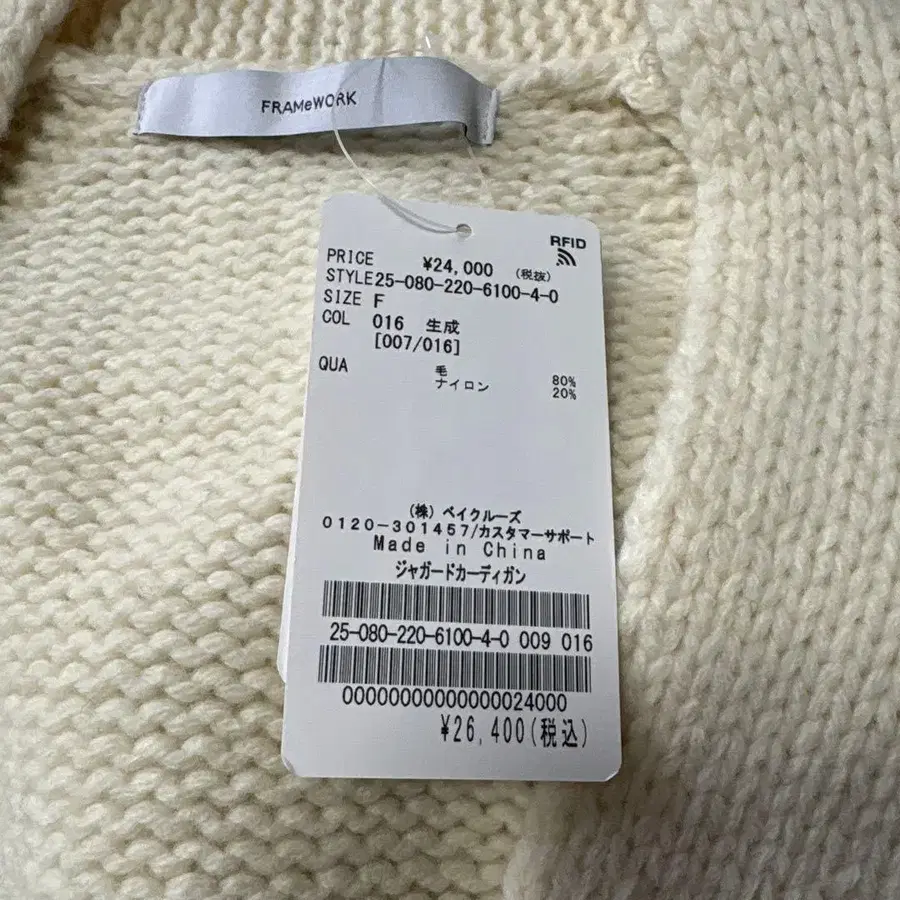 FRAMeWORK
RFID
PRICE ¥24,000 (税抜)
STYLE25-080-220-6100-4-0
SIZE F
COL 016 生成
[007/016]
QUA 毛 80%
ナイロン 20%
(株) ベイクルーズ
0120-301457/カスタマーサポート
Made in China
ジャガードカーディガン
25-080-220-6100-4-0 009 016
00000000000000024000
¥26,400(税込)